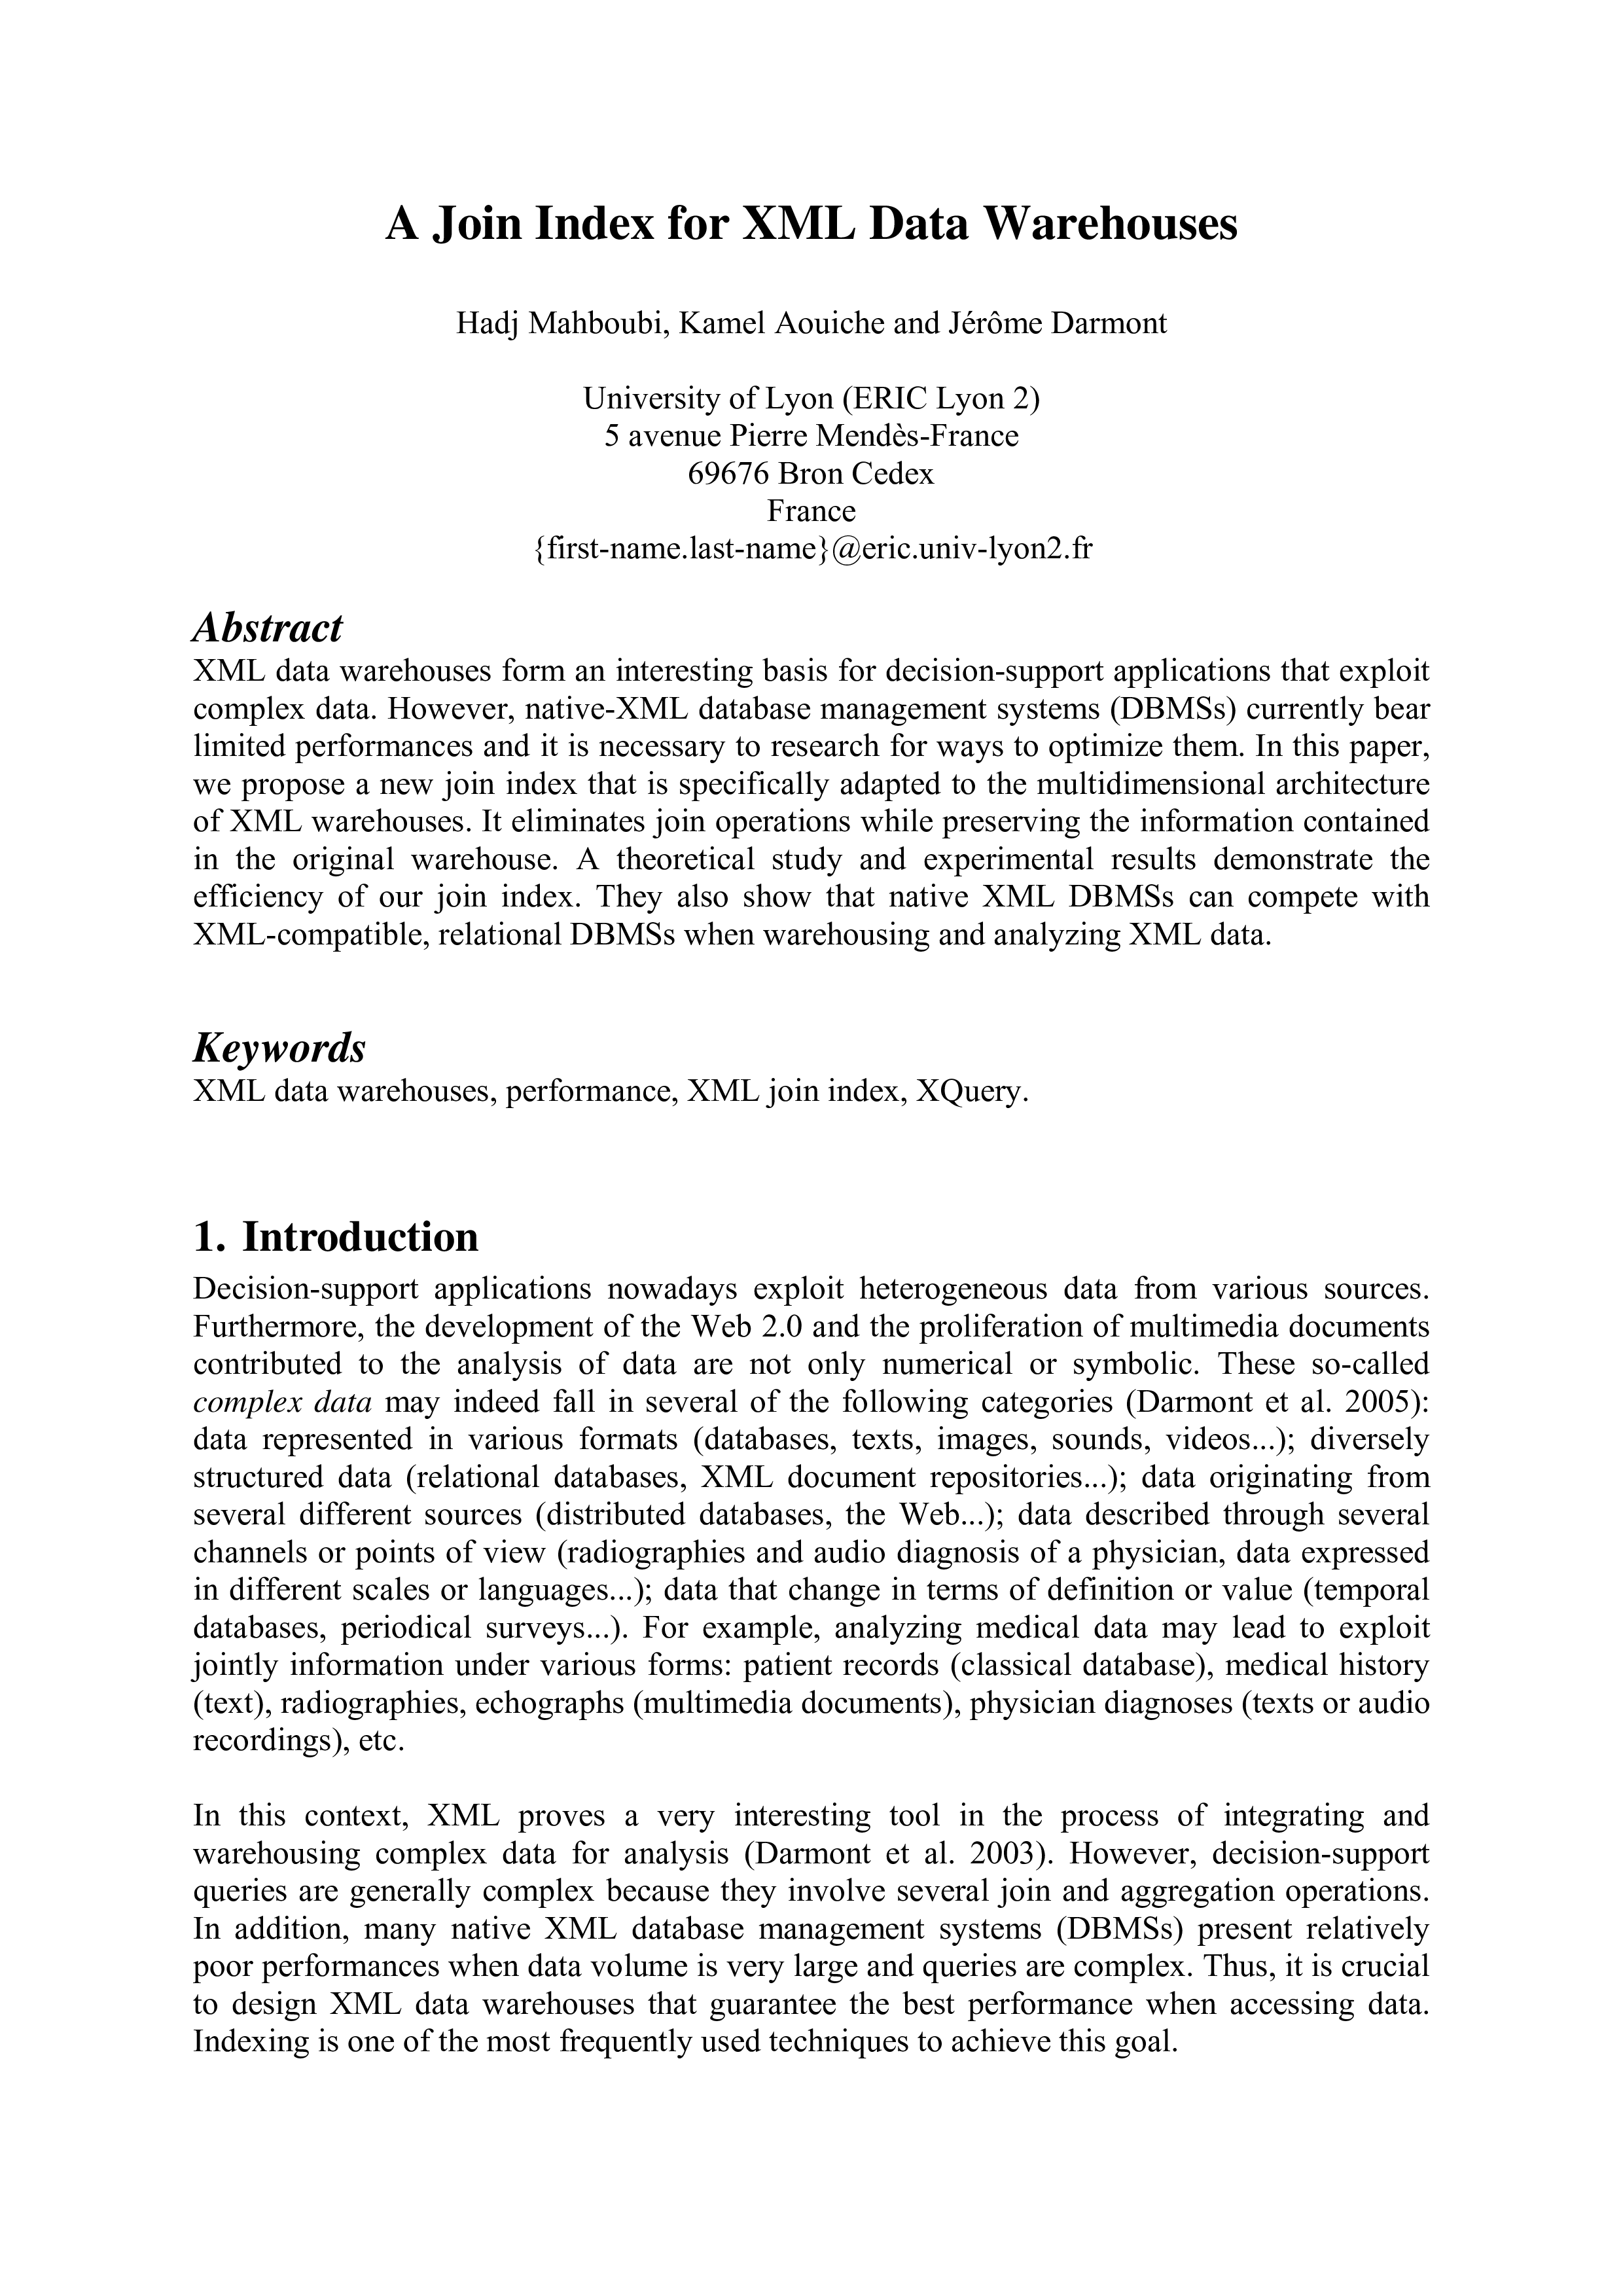 A Join Index for XML Data Warehouses
Hadj Mahboubi, Kamel Aouiche and Jérôme Darmont
University of Lyon (ERIC Lyon 2)
5 avenue Pierre Mendès-France
69676 Bron Cedex
France
{first-name.last-name}@eric.univ-lyon2.fr
Abstract
XML data warehouses form an interesting basis for decision-support applications that exploit
complex data. However, native-XML database management systems (DBMSs) currently bear
limited performances and it is necessary to research for ways to optimize them. In this paper,
we propose a new join index that is specifically adapted to the multidimensional architecture
of XML warehouses. It eliminates join operations while preserving the information contained
in the original warehouse. A theoretical study and experimental results demonstrate the
efficiency of our join index. They also show that native XML DBMSs can compete with
XML-compatible, relational DBMSs when warehousing and analyzing XML data.
Keywords
XML data warehouses, performance, XML join index, XQuery.
1. Introduction
Decision-support applications nowadays exploit heterogeneous data from various sources.
Furthermore, the development of the Web 2.0 and the proliferation of multimedia documents
contributed to the analysis of data are not only numerical or symbolic. These so-called
complex data may indeed fall in several of the following categories (Darmont et al. 2005):
data represented in various formats (databases, texts, images, sounds, videos...); diversely
structured data (relational databases, XML document repositories...); data originating from
several different sources (distributed databases, the Web...); data described through several
channels or points of view (radiographies and audio diagnosis of a physician, data expressed
in different scales or languages...); data that change in terms of definition or value (temporal
databases, periodical surveys...). For example, analyzing medical data may lead to exploit
jointly information under various forms: patient records (classical database), medical history
(text), radiographies, echographs (multimedia documents), physician diagnoses (texts or audio
recordings), etc.
In this context, XML proves a very interesting tool in the process of integrating and
warehousing complex data for analysis (Darmont et al. 2003). However, decision-support
queries are generally complex because they involve several join and aggregation operations.
In addition, many native XML database management systems (DBMSs) present relatively
poor performances when data volume is very large and queries are complex. Thus, it is crucial
to design XML data warehouses that guarantee the best performance when accessing data.
Indexing is one of the most frequently used techniques to achieve this goal.